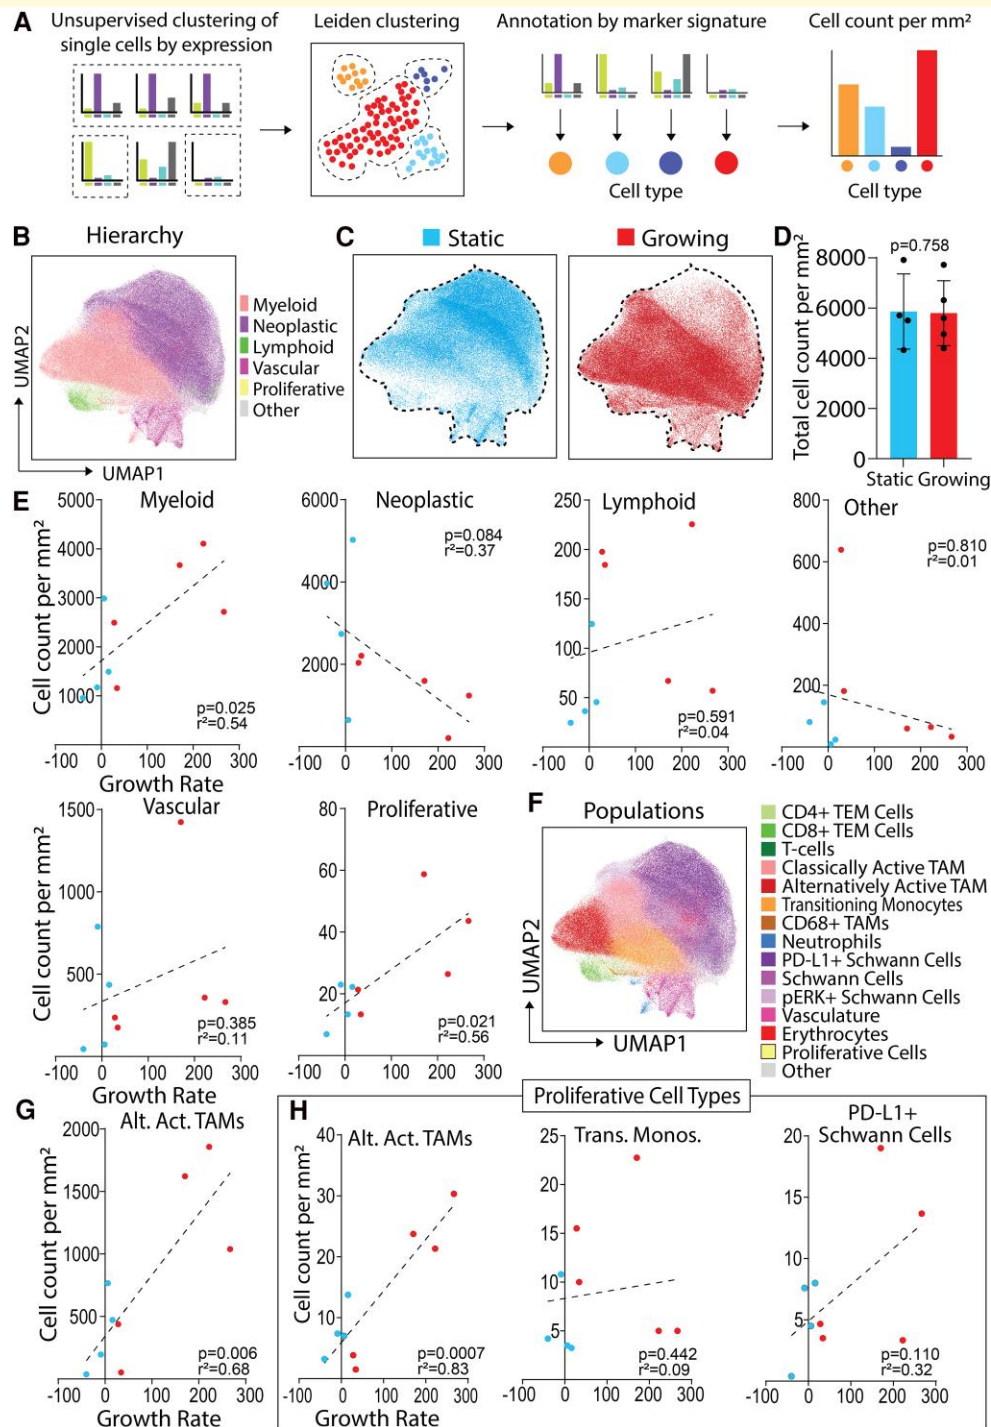 A
Unsupervised clustering of
single cells by expression
Leiden clustering
Annotation by marker signature
Cell type
Cell count per mm²
Cell type
B
Hierarchy
UMAP2
UMAP1
Myeloid
Neoplastic
Lymphoid
Vascular
Proliferative
Other
C
Static
Growing
D
p=0.758
Total cell count per mm²
8000
6000
4000
2000
0
Static Growing
E
Myeloid
Cell count per mm²
5000
4000
3000
2000
1000
p=0.025
r²=0.54
-100 0 100 200 300
Growth Rate
Neoplastic
6000
4000
2000
p=0.084
r²=0.37
-100 0 100 200 300
Lymphoid
250
200
150
100
50
p=0.591
r²=0.04
-100 0 100 200 300
Other
800
600
400
200
p=0.810
r²=0.01
-100 0 100 200 300
Vascular
Cell count per mm²
1500
1000
500
p=0.385
r²=0.11
-100 0 100 200 300
Growth Rate
Proliferative
80
60
40
20
p=0.021
r²=0.56
-100 0 100 200 300
F
Populations
UMAP2
UMAP1
CD4+ TEM Cells
CD8+ TEM Cells
T-cells
Classically Active TAM
Alternatively Active TAM
Transitioning Monocytes
CD68+ TAMs
Neutrophils
PD-L1+ Schwann Cells
Schwann Cells
pERK+ Schwann Cells
Vasculature
Erythrocytes
Proliferative Cells
Other
G
Alt. Act. TAMs
Cell count per mm²
2000
1500
1000
500
p=0.006
r²=0.68
-100 0 100 200 300
Growth Rate
H
Proliferative Cell Types
Alt. Act. TAMs
Cell count per mm²
40
30
20
10
p=0.0007
r²=0.83
-100 0 100 200 300
Growth Rate
Trans. Monos.
25
20
15
10
5
p=0.442
r²=0.09
-100 0 100 200 300
PD-L1+
Schwann Cells
20
15
10
5
p=0.110
r²=0.32
-100 0 100 200 300